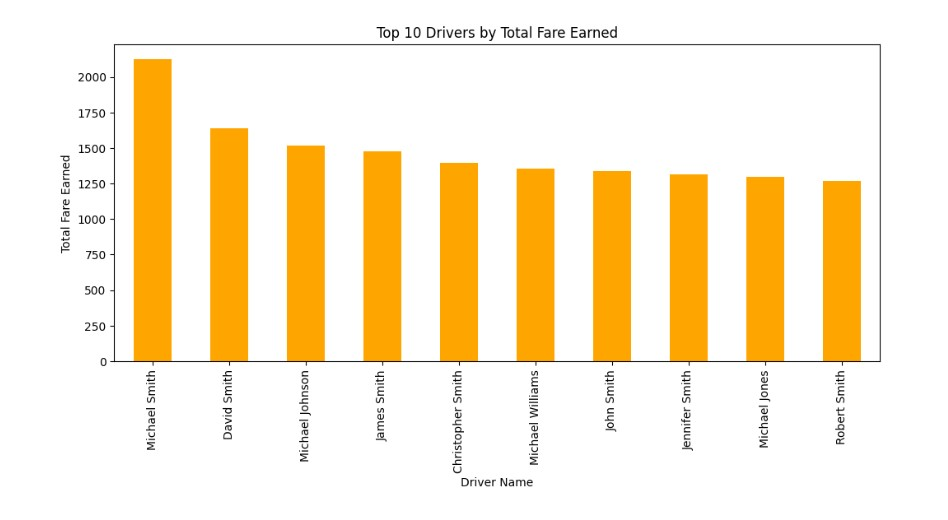 Top 10 Drivers by Total Fare Earned
Total Fare Earned
2000
1750
1500
1250
1000
750
500
250
0
Michael Smith
David Smith
Michael Johnson
James Smith
Christopher Smith
Michael Williams
John Smith
Jennifer Smith
Michael Jones
Robert Smith
Driver Name